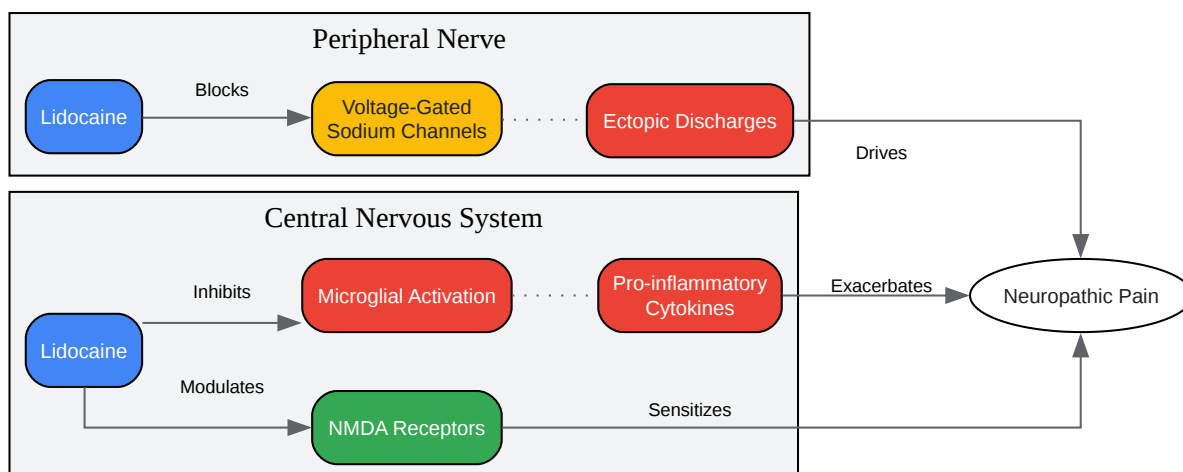 Peripheral Nerve
Lidocaine
Blocks
Voltage-Gated
Sodium Channels
Ectopic Discharges
Drives
Central Nervous System
Inhibits
Microglial Activation
Pro-inflammatory
Cytokines
Exacerbates
Neuropathic Pain
Lidocaine
Modulates
NMDA Receptors
Sensitizes